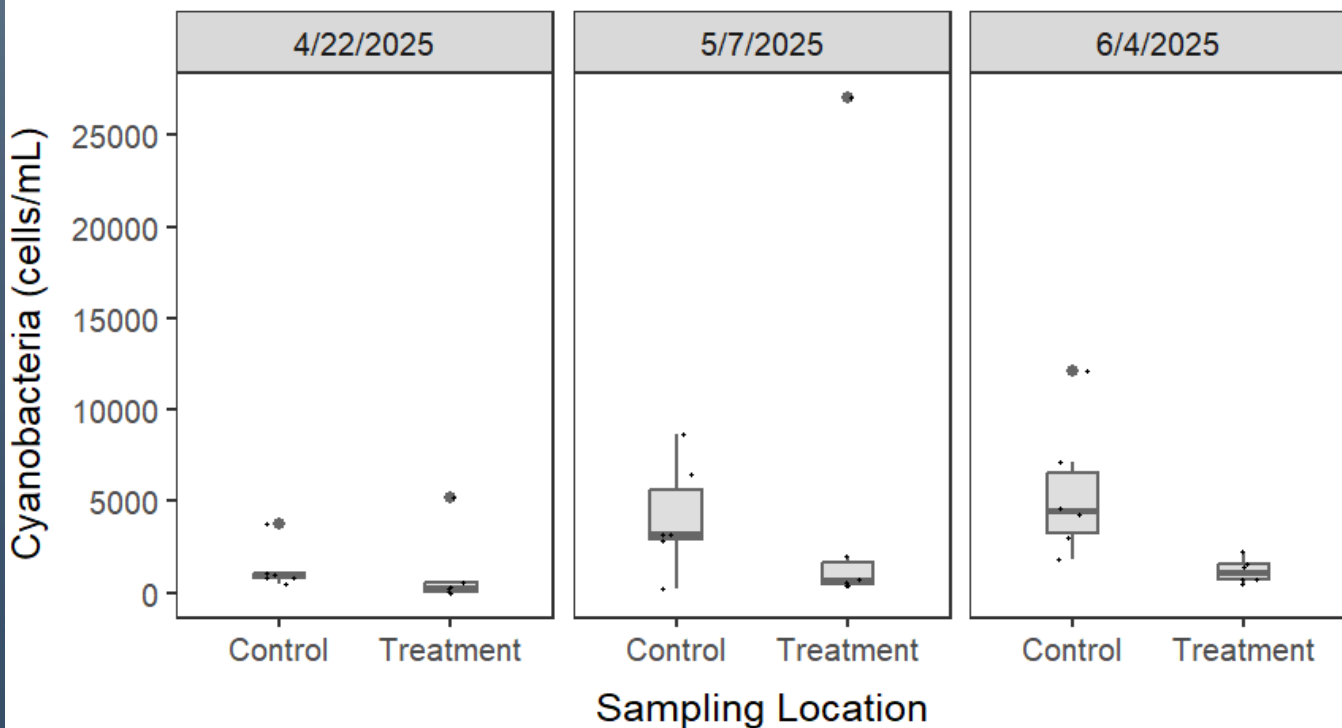 4/22/2025
5/7/2025
6/4/2025
Cyanobacteria (cells/mL)
25000
20000
15000
10000
5000
0
Control
Treatment
Control
Treatment
Control
Treatment
Sampling Location